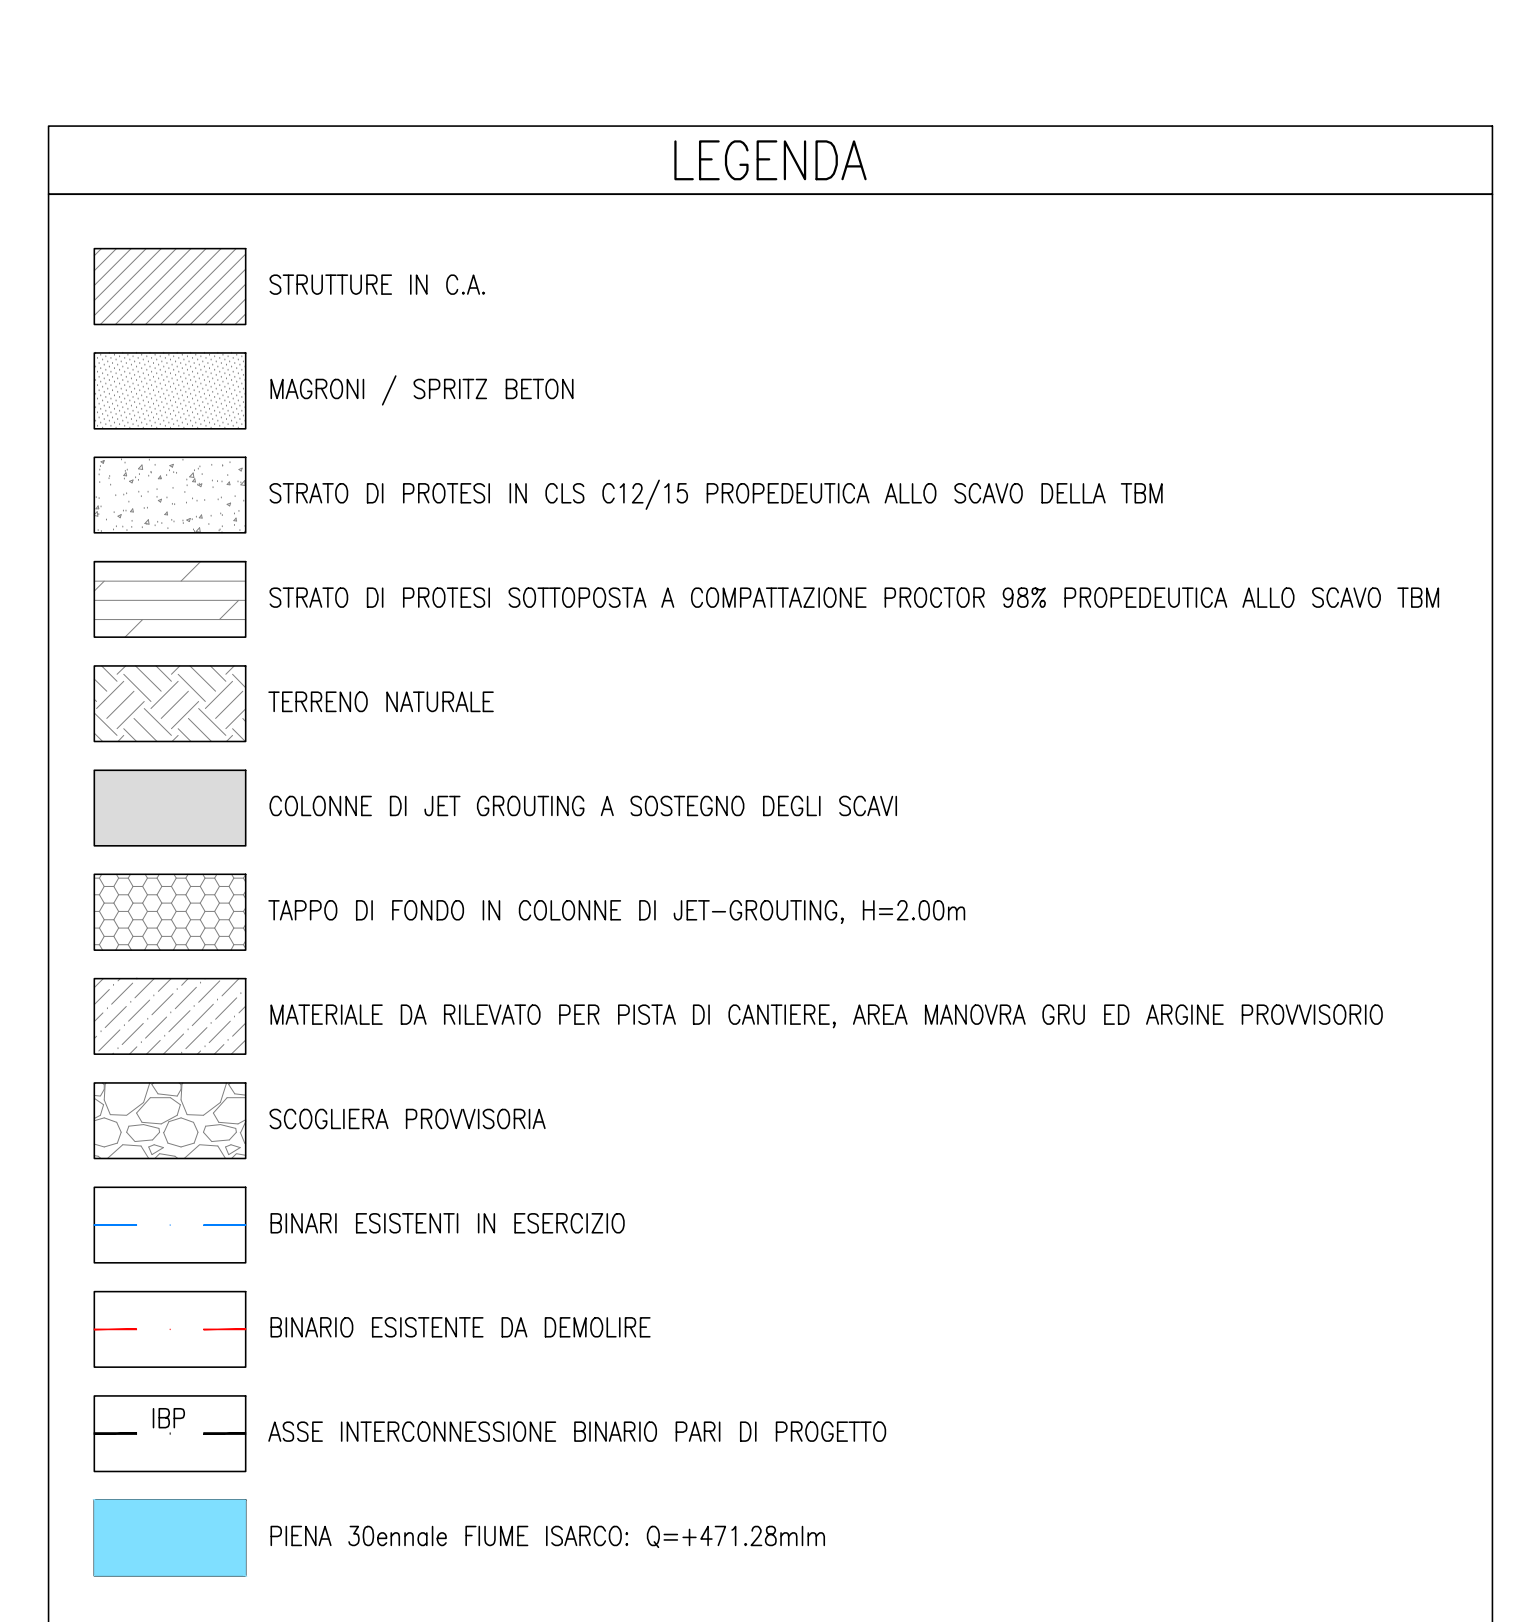 LEGENDA
STRUTTURE IN C.A.
MAGRONI / SPRITZ BETON
STRATO DI PROTESI IN CLS C12/15 PROPEDEUTICA ALLO SCAVO DELLA TBM
STRATO DI PROTESI SOTTOPOSTA A COMPATTAZIONE PROCTOR 98% PROPEDEUTICA ALLO SCAVO TBM
TERRENO NATURALE
COLONNE DI JET GROUTING A SOSTEGNO DEGLI SCAVI
TAPPO DI FONDO IN COLONNE DI JET-GROUTING, H=2.00m
MATERIALE DA RILEVATO PER PISTA DI CANTIERE, AREA MANOVRA GRU ED ARGINE PROVVISORIO
SCOGLIERA PROVVISORIA
BINARI ESISTENTI IN ESERCIZIO
BINARIO ESISTENTE DA DEMOLIRE
IBP ASSE INTERCONNESSIONE BINARIO PARI DI PROGETTO
PIENA 30ennale FIUME ISARCO: Q=+471.28mlm